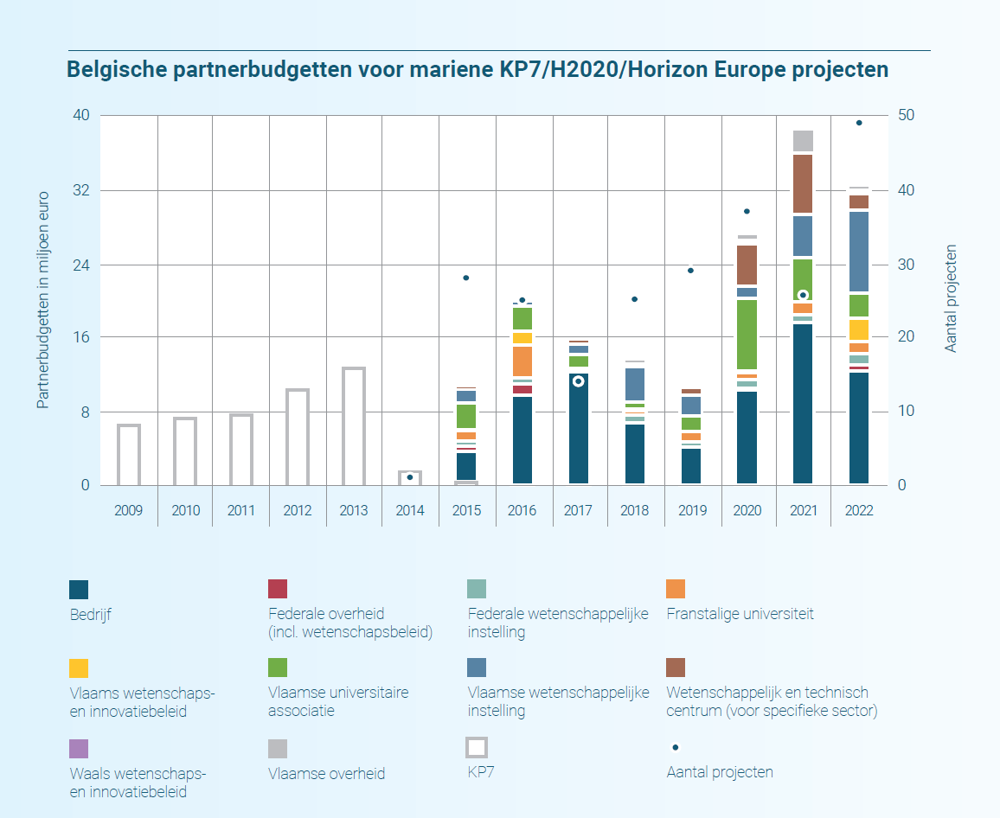 Belgische partnerbudgetten voor mariene KP7/H2020/Horizon Europe projecten
Partnerbudgetten in miljoen euro
40
32
24
16
8
0
50
40
30
20
10
0
Aantal projecten
2009 2010 2011 2012 2013 2014 2015 2016 2017 2018 2019 2020 2021 2022
Bedrijf
Federale overheid
(incl. wetenschapsbeleid)
Federale wetenschappelijke
instelling
Franstalige universiteit
Vlaams wetenschaps-
en innovatiebeleid
Vlaamse universitaire
associatie
Vlaamse wetenschappelijke
instelling
Wetenschappelijk en technisch
centrum (voor specifieke sector)
Waals wetenschaps-
en innovatiebeleid
Vlaamse overheid
KP7
Aantal projecten